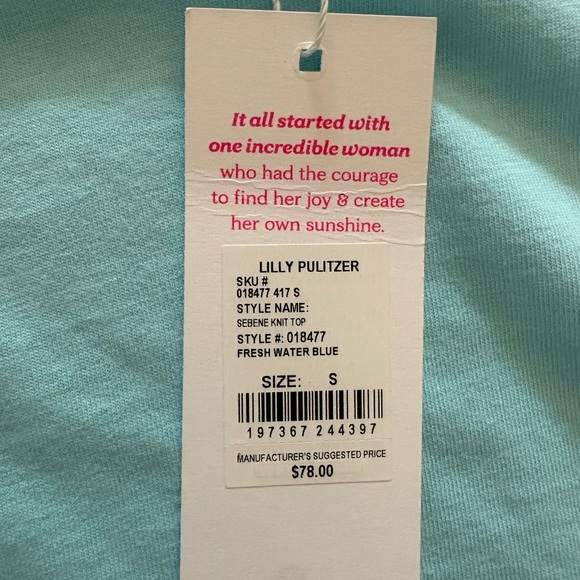 It all started with
one incredible woman
who had the courage
to find her joy & create
her own sunshine.
LILLY PULITZER
SKU #
018477 417 S
STYLE NAME:
SEBENE KNIT TOP
STYLE #: 018477
FRESH WATER BLUE
SIZE: S
197367 244397
MANUFACTURER'S SUGGESTED PRICE
$78.00